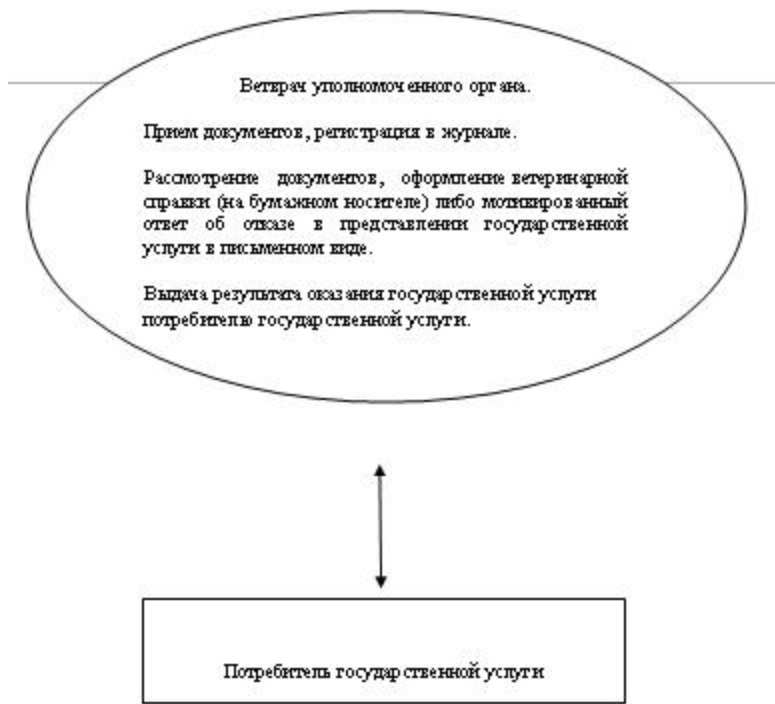 Ветврач уполномоченного органа.
Прием документов, регистрация в журнале.
Рассмотрение документов, оформление ветеринарной
справки (на бумажном носителе) либо мотивированный
ответ об отказе в представлении государственной
услуги в письменном виде.
Выдача результата оказания государственной услуги
потребителю государственной услуги.
Потребитель государственной услуги